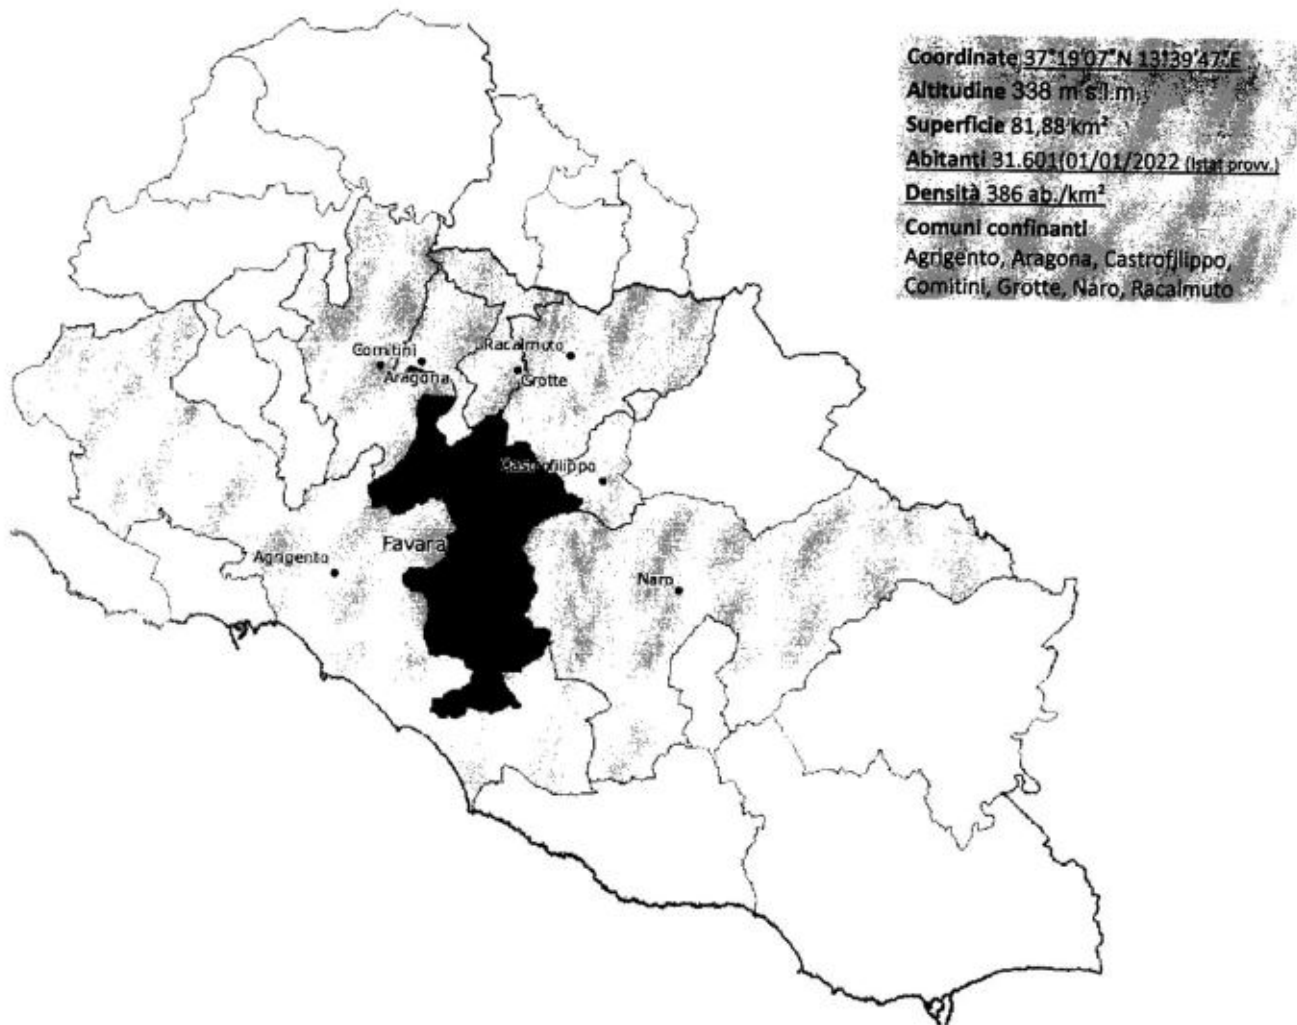 Coordinate 37°19'07"N 13°39'47"E
Altitudine 338 m s.l.m.
Superficie 81,88 km²
Abitanti 31.601(01/01/2022 (Istat provv.)
Densità 386 ab./km²
Comuni confinanti
Agrigento, Aragona, Castrofilippo,
Comitini, Grotte, Naro, Racalmuto
Racalmuto
Comitini
Aragona
Grotte
Castrofilippo
Favara
Agrigento
Naro